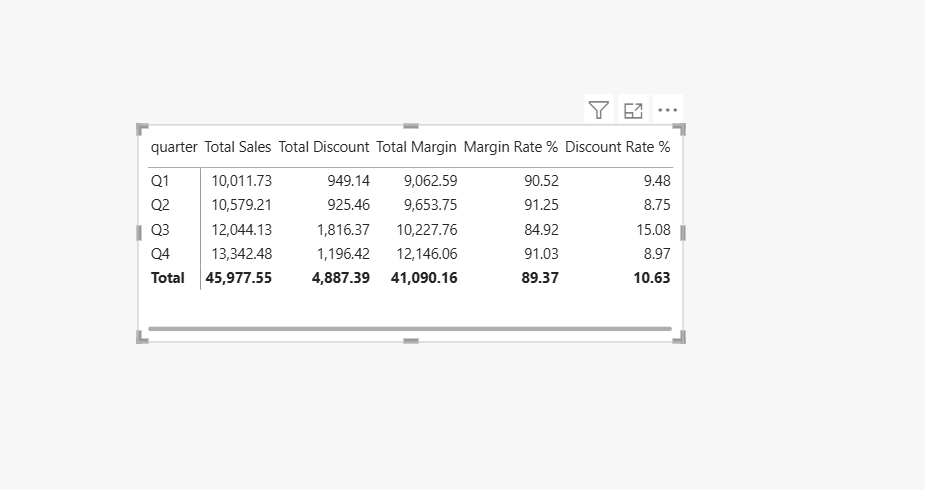 quarter Total Sales Total Discount Total Margin Margin Rate % Discount Rate %
Q1 10,011.73 949.14 9,062.59 90.52 9.48
Q2 10,579.21 925.46 9,653.75 91.25 8.75
Q3 12,044.13 1,816.37 10,227.76 84.92 15.08
Q4 13,342.48 1,196.42 12,146.06 91.03 8.97
Total 45,977.55 4,887.39 41,090.16 89.37 10.63